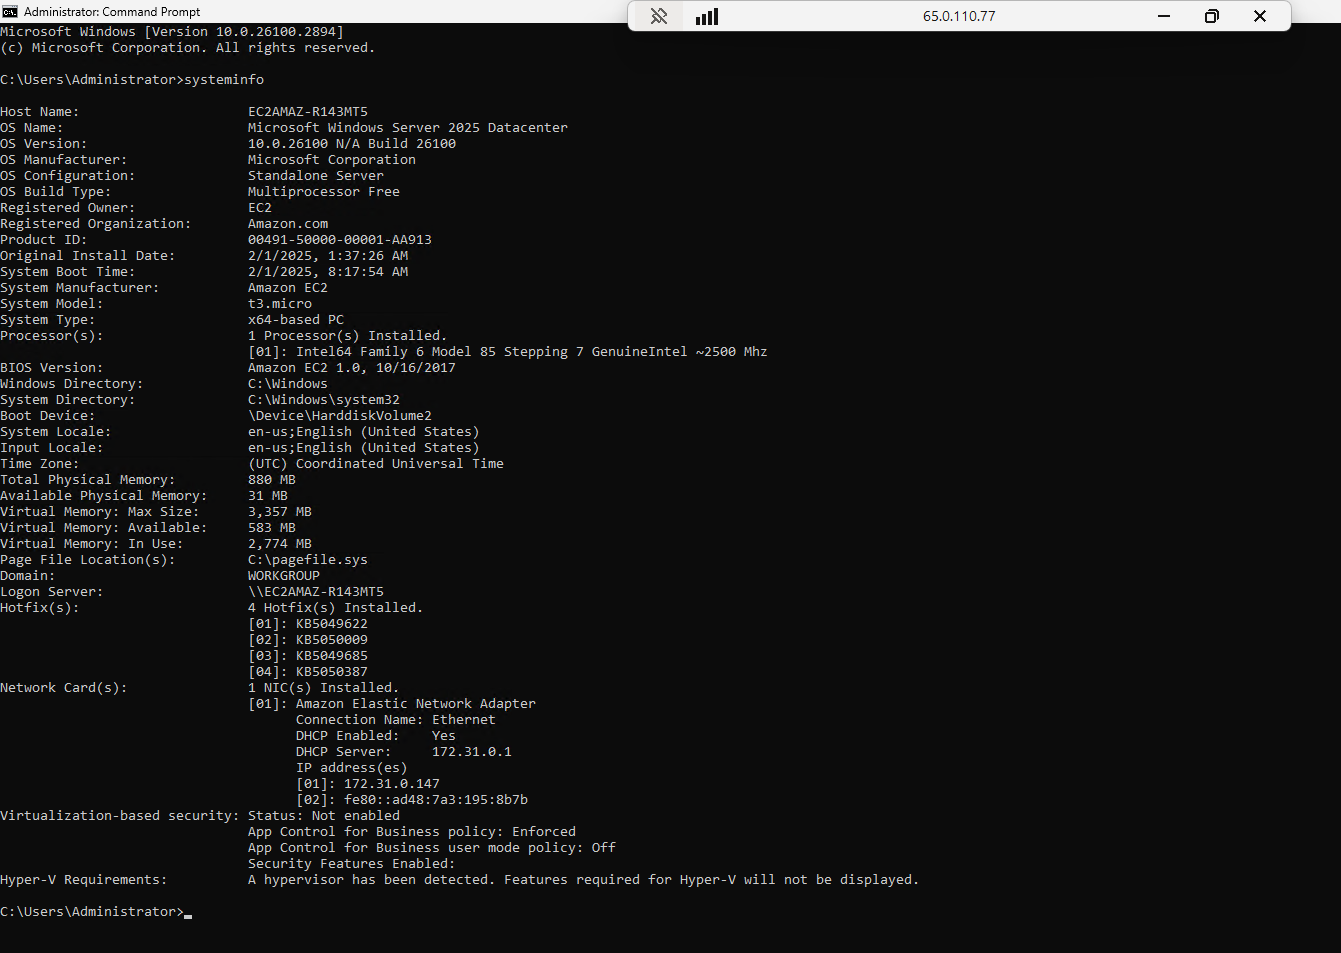 Administrator: Command Prompt
65.0.110.77
Microsoft Windows [Version 10.0.26100.2894]
(c) Microsoft Corporation. All rights reserved.
C:\Users\Administrator>systeminfo
Host Name: EC2AMAZ-R143MT5
OS Name: Microsoft Windows Server 2025 Datacenter
OS Version: 10.0.26100 N/A Build 26100
OS Manufacturer: Microsoft Corporation
OS Configuration: Standalone Server
OS Build Type: Multiprocessor Free
Registered Owner: EC2
Registered Organization: Amazon.com
Product ID: 00491-50000-00001-AA913
Original Install Date: 2/1/2025, 1:37:26 AM
System Boot Time: 2/1/2025, 8:17:54 AM
System Manufacturer: Amazon EC2
System Model: t3.micro
System Type: x64-based PC
Processor(s): 1 Processor(s) Installed.
[01]: Intel64 Family 6 Model 85 Stepping 7 GenuineIntel ~2500 Mhz
BIOS Version: Amazon EC2 1.0, 10/16/2017
Windows Directory: C:\Windows
System Directory: C:\Windows\system32
Boot Device: \Device\HarddiskVolume2
System Locale: en-us;English (United States)
Input Locale: en-us;English (United States)
Time Zone: (UTC) Coordinated Universal Time
Total Physical Memory: 880 MB
Available Physical Memory: 31 MB
Virtual Memory: Max Size: 3,357 MB
Virtual Memory: Available: 583 MB
Virtual Memory: In Use: 2,774 MB
Page File Location(s): C:\pagefile.sys
Domain: WORKGROUP
Logon Server: \\EC2AMAZ-R143MT5
Hotfix(s): 4 Hotfix(s) Installed.
[01]: KB5049622
[02]: KB5050009
[03]: KB5049685
[04]: KB5050387
Network Card(s): 1 NIC(s) Installed.
[01]: Amazon Elastic Network Adapter
Connection Name: Ethernet
DHCP Enabled: Yes
DHCP Server: 172.31.0.1
IP address(es)
[01]: 172.31.0.147
[02]: fe80::ad48:7a3:195:8b7b
Virtualization-based security: Status: Not enabled
App Control for Business policy: Enforced
App Control for Business user mode policy: Off
Security Features Enabled:
Hyper-V Requirements: A hypervisor has been detected. Features required for Hyper-V will not be displayed.
C:\Users\Administrator>